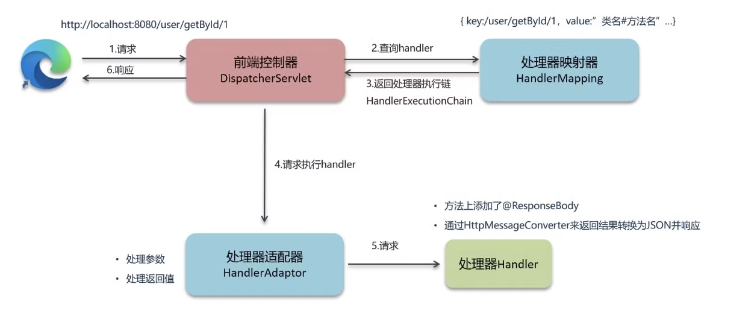 http://localhost:8080/user/getById/1
{ key:/user/getById/1，value:”类名#方法名” ...}
1.请求
6.响应
前端控制器
DispatcherServlet
2.查询handler
3.返回处理器执行链
HandlerExecutionChain
处理器映射器
HandlerMapping
4.请求执行handler
• 方法上添加了@ResponseBody
• 通过HttpMessageConverter来返回结果转换为JSON并响应
• 处理参数
• 处理返回值
处理器适配器
HandlerAdaptor
5.请求
处理器Handler